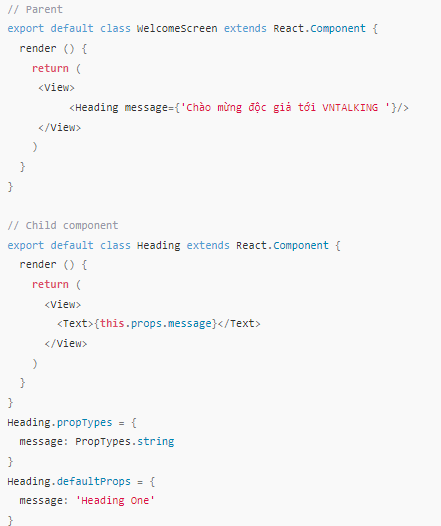 // Parent
export default class WelcomeScreen extends React.Component {
  render () {
    return (
     <View>
          <Heading message={'Chào mừng độc giả tới VNTALKING '}/>
     </View>
    )
  }
}

// Child component
export default class Heading extends React.Component {
  render () {
    return (
      <View>
        <Text>{this.props.message}</Text>
      </View>
    )
  }
}
Heading.propTypes = {
  message: PropTypes.string
}
Heading.defaultProps = {
  message: 'Heading One'
}